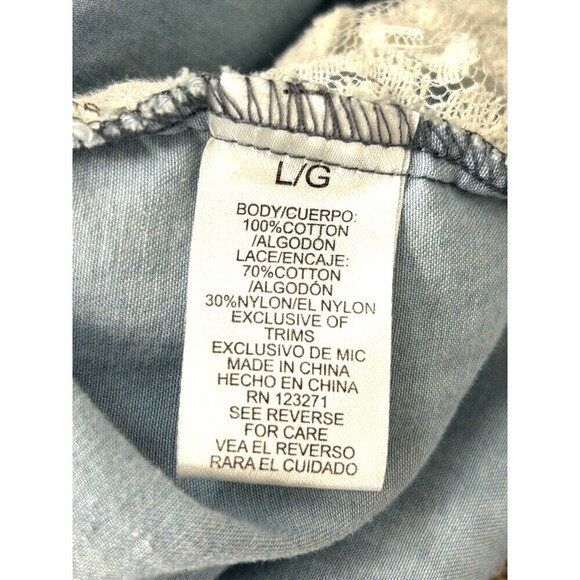 L/G
BODY/CUERPO:
100%COTTON
/ALGODÓN
LACE/ENCAJE:
70%COTTON
/ALGODÓN
30%NYLON/EL NYLON
EXCLUSIVE OF
TRIMS
EXCLUSIVO DE MIC
MADE IN CHINA
HECHO EN CHINA
RN 123271
SEE REVERSE
FOR CARE
VEA EL REVERSO
RARA EL CUIDADO